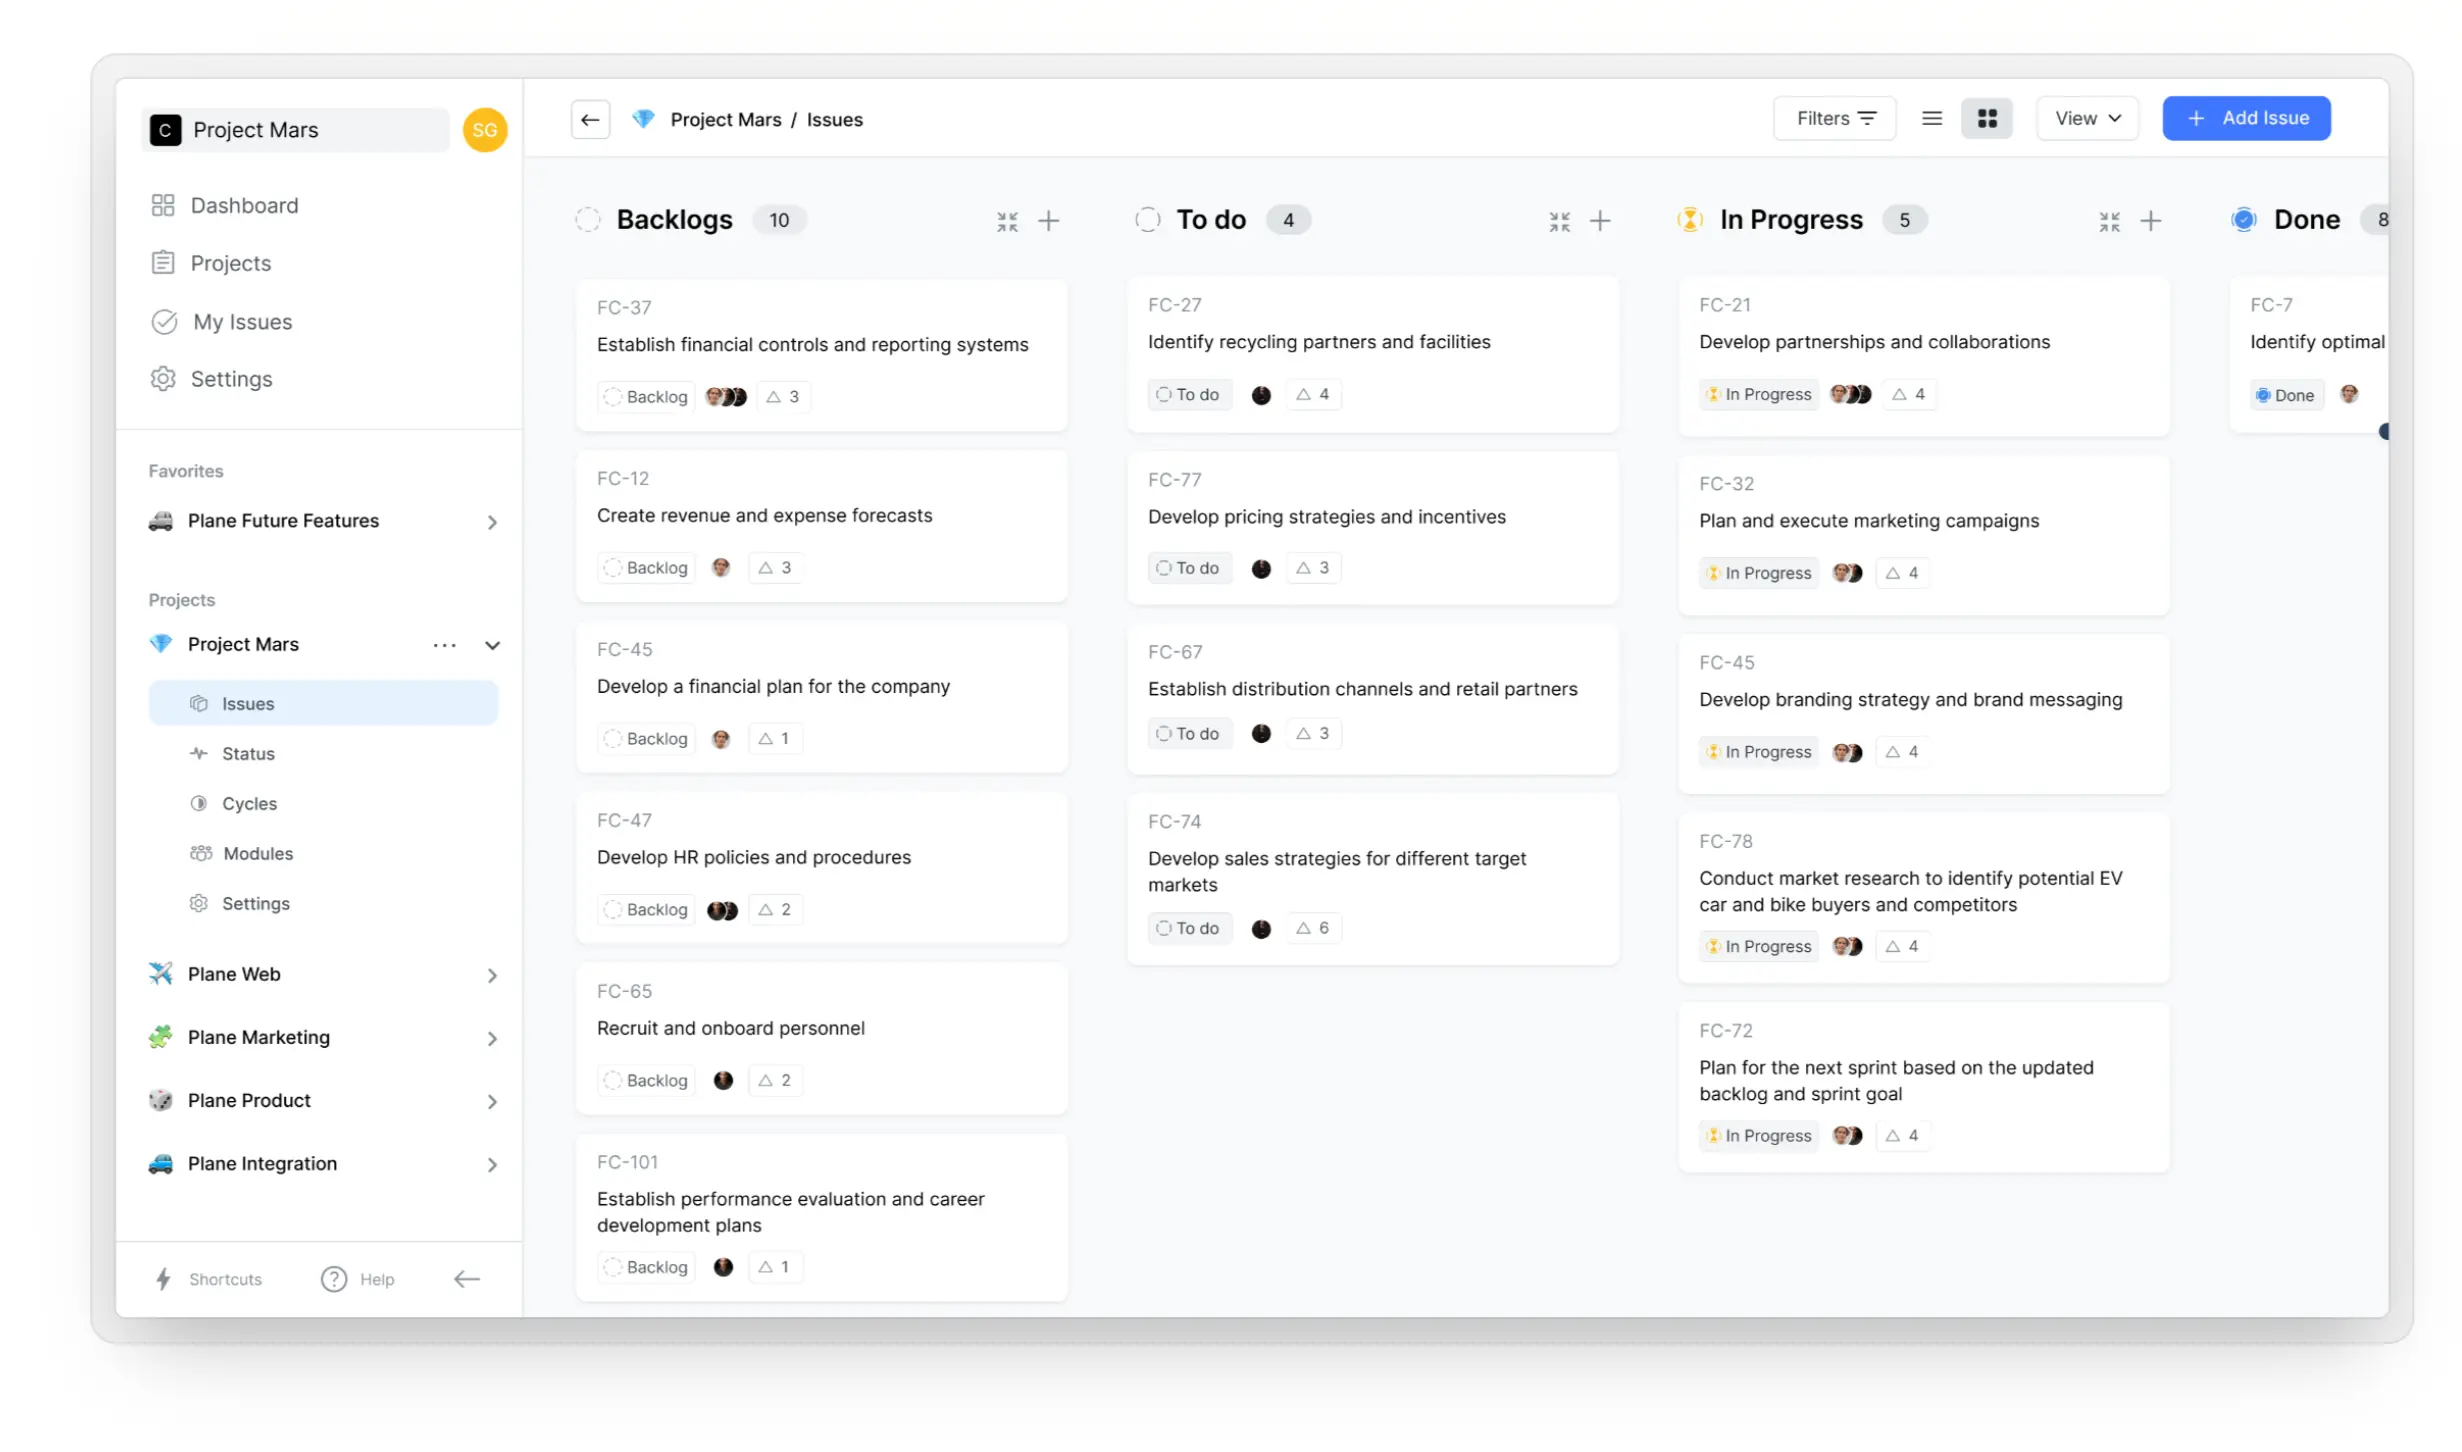 C Project Mars SG
Dashboard
Projects
My Issues
Settings
Favorites
Plane Future Features
Projects
Project Mars
Issues
Status
Cycles
Modules
Settings
Plane Web
Plane Marketing
Plane Product
Plane Integration
Shortcuts Help
Project Mars / Issues
Filters View + Add Issue
Backlogs 10
FC-37
Establish financial controls and reporting systems
Backlog 3
FC-12
Create revenue and expense forecasts
Backlog 3
FC-45
Develop a financial plan for the company
Backlog 1
FC-47
Develop HR policies and procedures
Backlog 2
FC-65
Recruit and onboard personnel
Backlog 2
FC-101
Establish performance evaluation and career
development plans
Backlog 1
To do 4
FC-27
Identify recycling partners and facilities
To do 4
FC-77
Develop pricing strategies and incentives
To do 3
FC-67
Establish distribution channels and retail partners
To do 3
FC-74
Develop sales strategies for different target
markets
To do 6
In Progress 5
FC-21
Develop partnerships and collaborations
In Progress 4
FC-32
Plan and execute marketing campaigns
In Progress 4
FC-45
Develop branding strategy and brand messaging
In Progress 4
FC-78
Conduct market research to identify potential EV
car and bike buyers and competitors
In Progress 4
FC-72
Plan for the next sprint based on the updated
backlog and sprint goal
In Progress 4
Done 8
FC-7
Identify optimal
Done